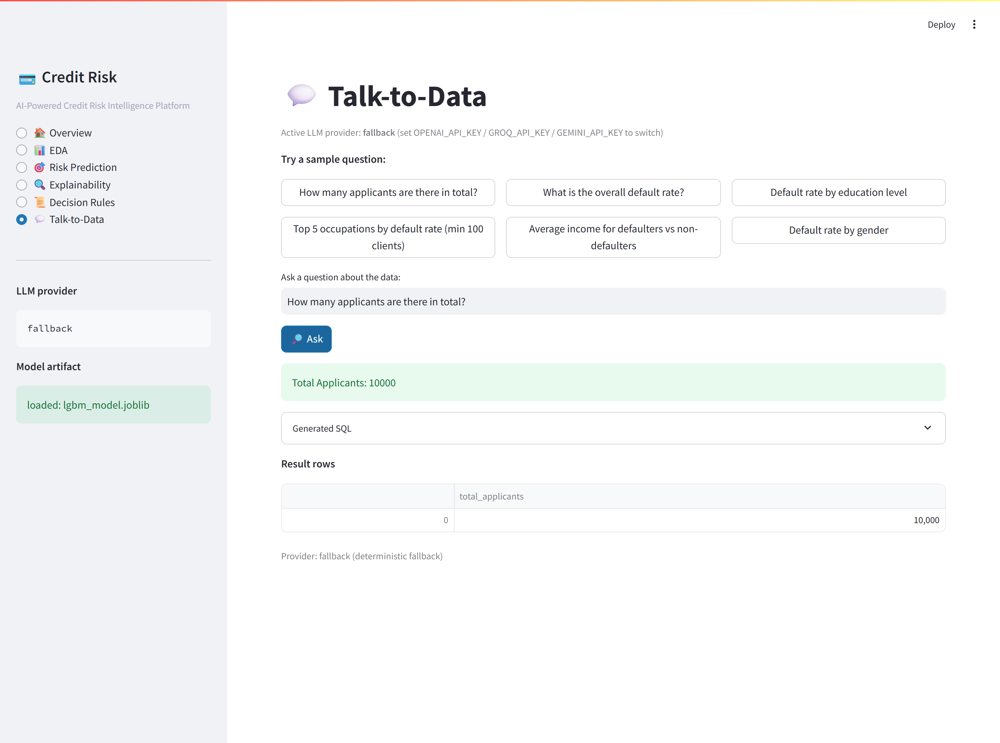 Deploy
Credit Risk
AI-Powered Credit Risk Intelligence Platform
Overview
EDA
Risk Prediction
Explainability
Decision Rules
Talk-to-Data
LLM provider
fallback
Model artifact
loaded: lgbm_model.joblib
Talk-to-Data
Active LLM provider: fallback (set OPENAI_API_KEY / GROQ_API_KEY / GEMINI_API_KEY to switch)
Try a sample question:
How many applicants are there in total?
What is the overall default rate?
Default rate by education level
Top 5 occupations by default rate (min 100
clients)
Average income for defaulters vs non-
defaulters
Default rate by gender
Ask a question about the data:
How many applicants are there in total?
Ask
Total Applicants: 10000
Generated SQL
Result rows
total_applicants
0 10,000
Provider: fallback (deterministic fallback)